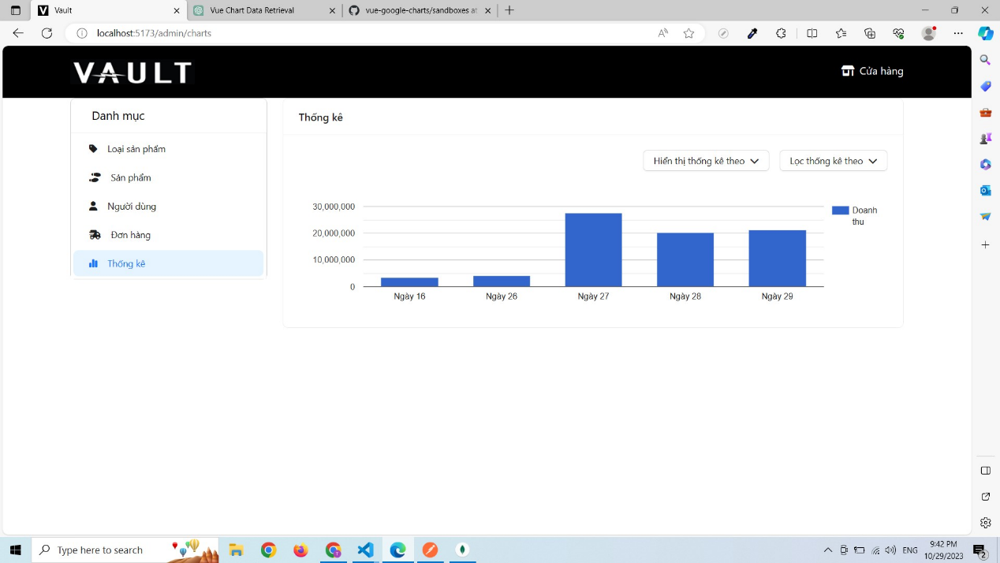 Vault
Vue Chart Data Retrieval
vue-google-charts/sandboxes at
localhost:5173/admin/charts
VAULT
Cửa hàng
Danh mục
Loại sản phẩm
Sản phẩm
Người dùng
Đơn hàng
Thống kê
Thống kê
Hiển thị thống kê theo
Lọc thống kê theo
30,000,000
20,000,000
10,000,000
0
Ngày 16
Ngày 26
Ngày 27
Ngày 28
Ngày 29
Doanh
thu
Type here to search
ENG
9:42 PM
10/29/2023
2